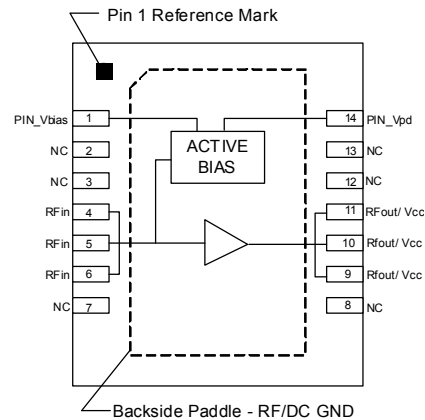 Pin 1 Reference Mark
PIN_Vbias 1 14 PIN_Vpd
NC 2 ACTIVE BIAS 13 NC
NC 3 12 NC
RFin 4 11 RFout/ Vcc
RFin 5 10 Rfout/ Vcc
RFin 6 9 Rfout/ Vcc
NC 7 8 NC
Backside Paddle - RF/DC GND